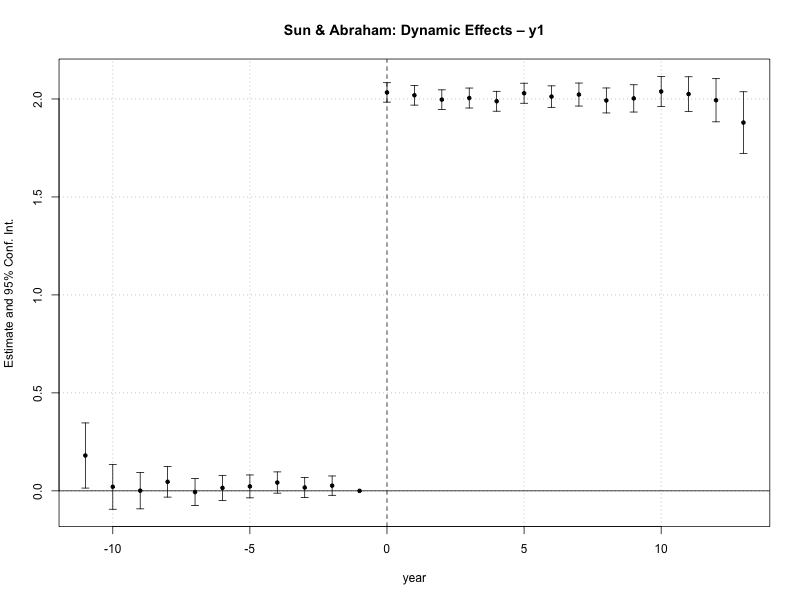 Sun & Abraham: Dynamic Effects – y1
Estimate and 95% Conf. Int.
2.0
1.5
1.0
0.5
0.0
-10 -5 0 5 10
year